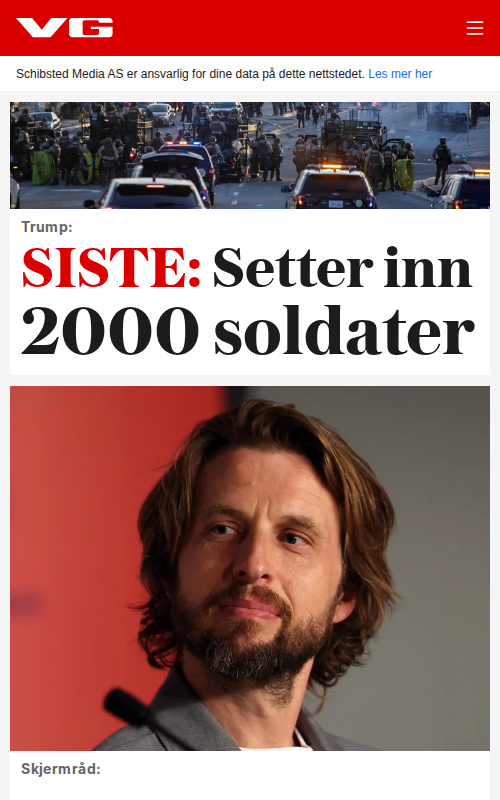 VG
Schibsted Media AS er ansvarlig for dine data på dette nettstedet. Les mer her
Trump:
SISTE: Setter inn
2000 soldater
Skjermråd: